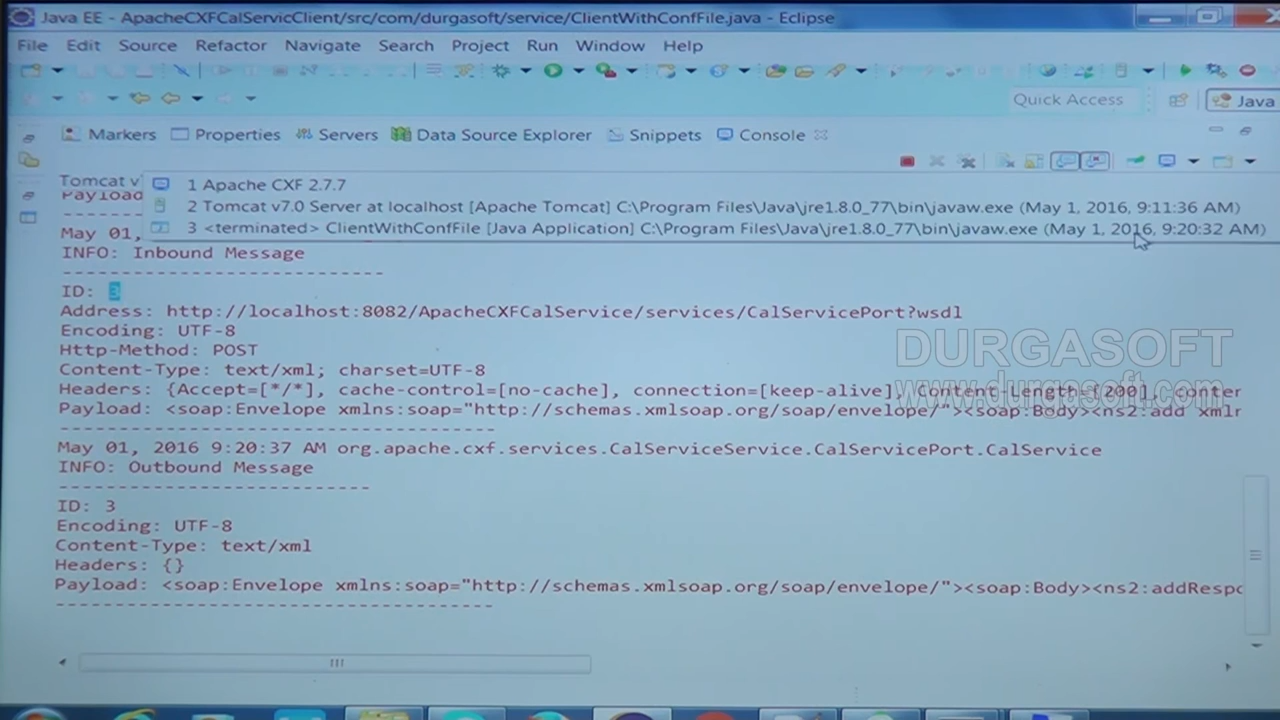 Java EE - ApacheCXFCalServicClient/src/com/durgasoft/service/ClientWithConfFile.java - Eclipse
File Edit Source Refactor Navigate Search Project Run Window Help
Quick Access
Java
Markers Properties Servers Data Source Explorer Snippets Console
Tomcat v
1 Apache CXF 2.7.7
Payload
2 Tomcat v7.0 Server at localhost [Apache Tomcat] C:\Program Files\Java\jre1.8.0_77\bin\javaw.exe (May 1, 2016, 9:11:36 AM)
May 01,
3 <terminated> ClientWithConfFile [Java Application] C:\Program Files\Java\jre1.8.0_77\bin\javaw.exe (May 1, 2016, 9:20:32 AM)
INFO: Inbound Message
----------------------------
ID: 3
Address: http://localhost:8082/ApacheCXFCalService/services/CalServicePort?wsdl
Encoding: UTF-8
Http-Method: POST
Content-Type: text/xml; charset=UTF-8
Headers: {Accept=[*/*], cache-control=[no-cache], connection=[keep-alive], Content-Length=[200], conter
Payload: <soap:Envelope xmlns:soap="http://schemas.xmlsoap.org/soap/envelope/"><soap:Body><ns2:add xmlr
--------------------------------------
May 01, 2016 9:20:37 AM org.apache.cxf.services.CalServiceService.CalServicePort.CalService
INFO: Outbound Message
---------------------------
ID: 3
Encoding: UTF-8
Content-Type: text/xml
Headers: {}
Payload: <soap:Envelope xmlns:soap="http://schemas.xmlsoap.org/soap/envelope/"><soap:Body><ns2:addRespo
--------------------------------------
DURGASOFT
www.durgasoft.com